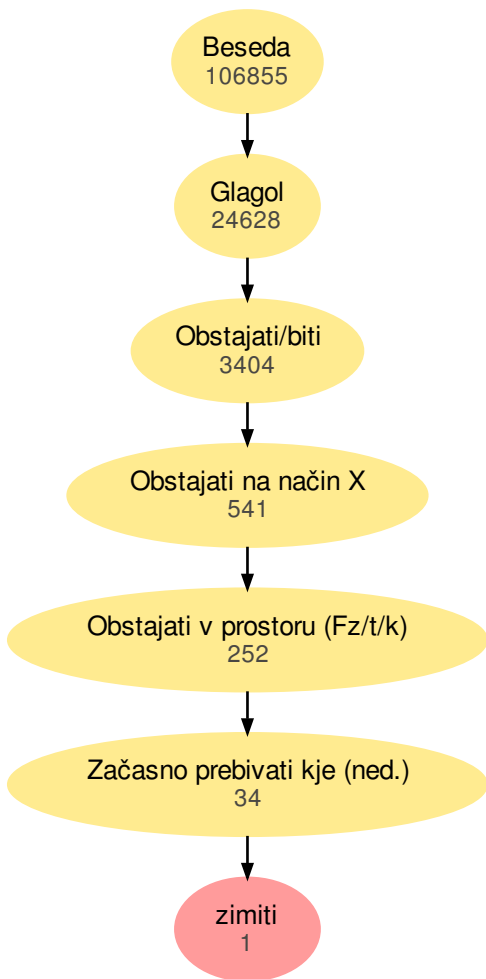 Beseda
106855
Glagol
24628
Obstajati/biti
3404
Obstajati na način X
541
Obstajati v prostoru (Fz/t/k)
252
Začasno prebivati kje (ned.)
34
zimiti
1